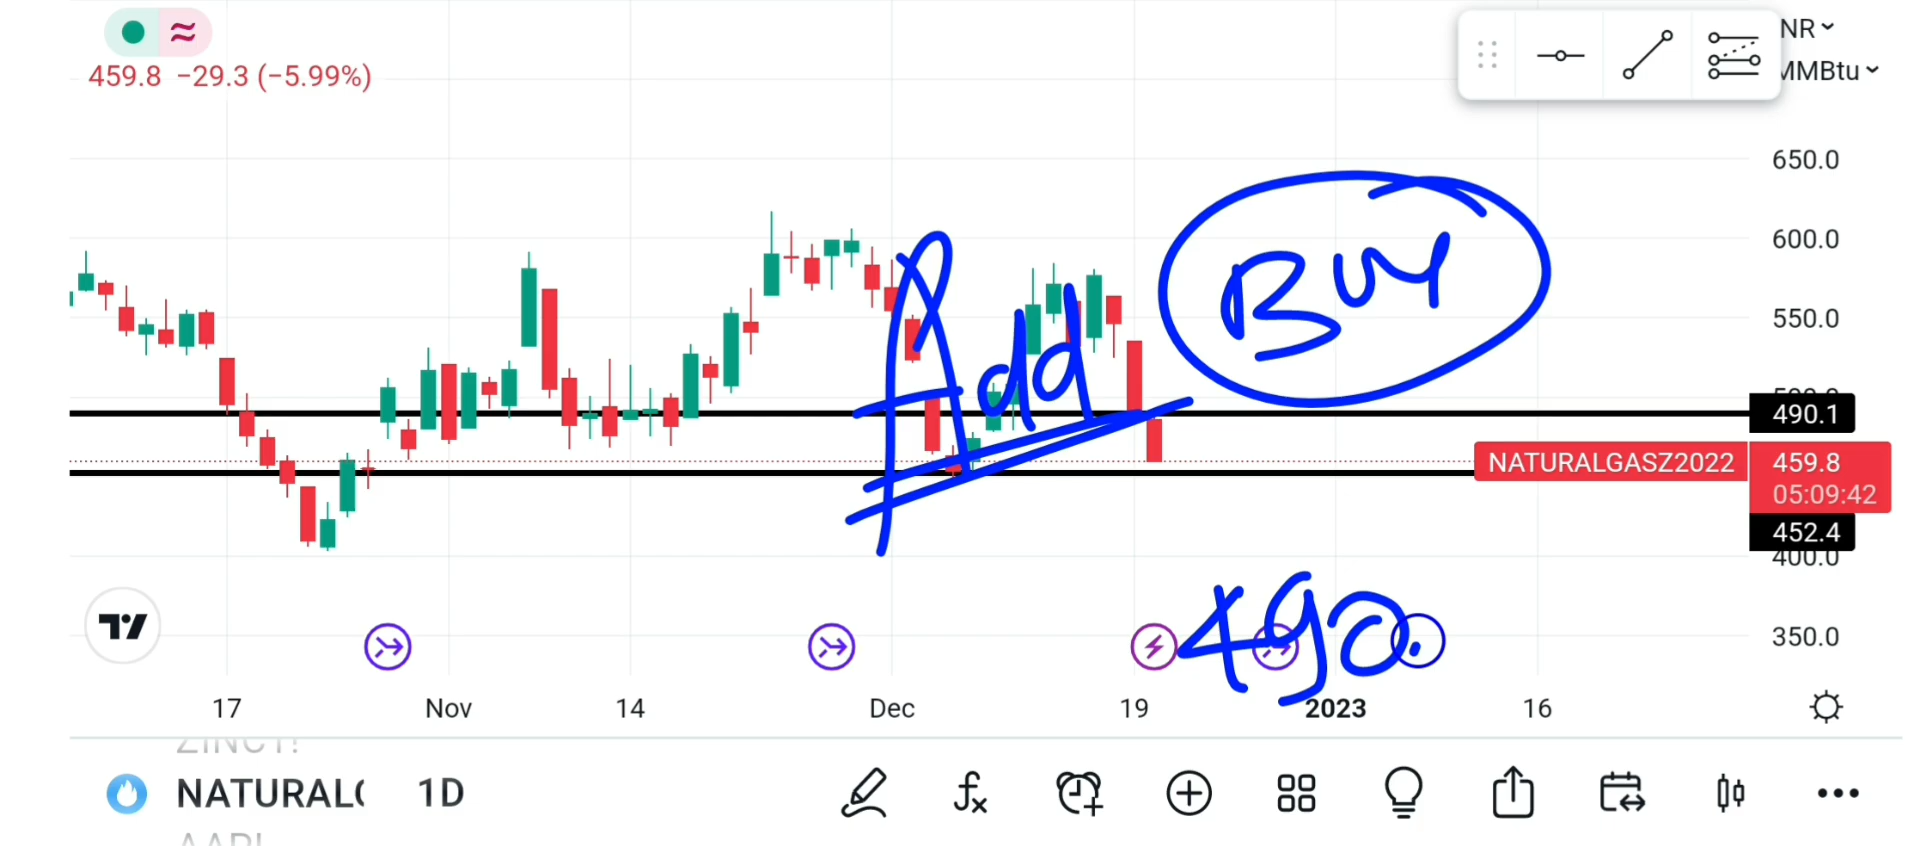 459.8 −29.3 (−5.99%)
NR
MMBtu
650.0
600.0
550.0
Buy
Add
490.1
NATURALGASZ2022 459.8
05:09:42
452.4
400.0
350.0
490.
17 Nov 14 Dec 19 2023 16
NATURAL 1D